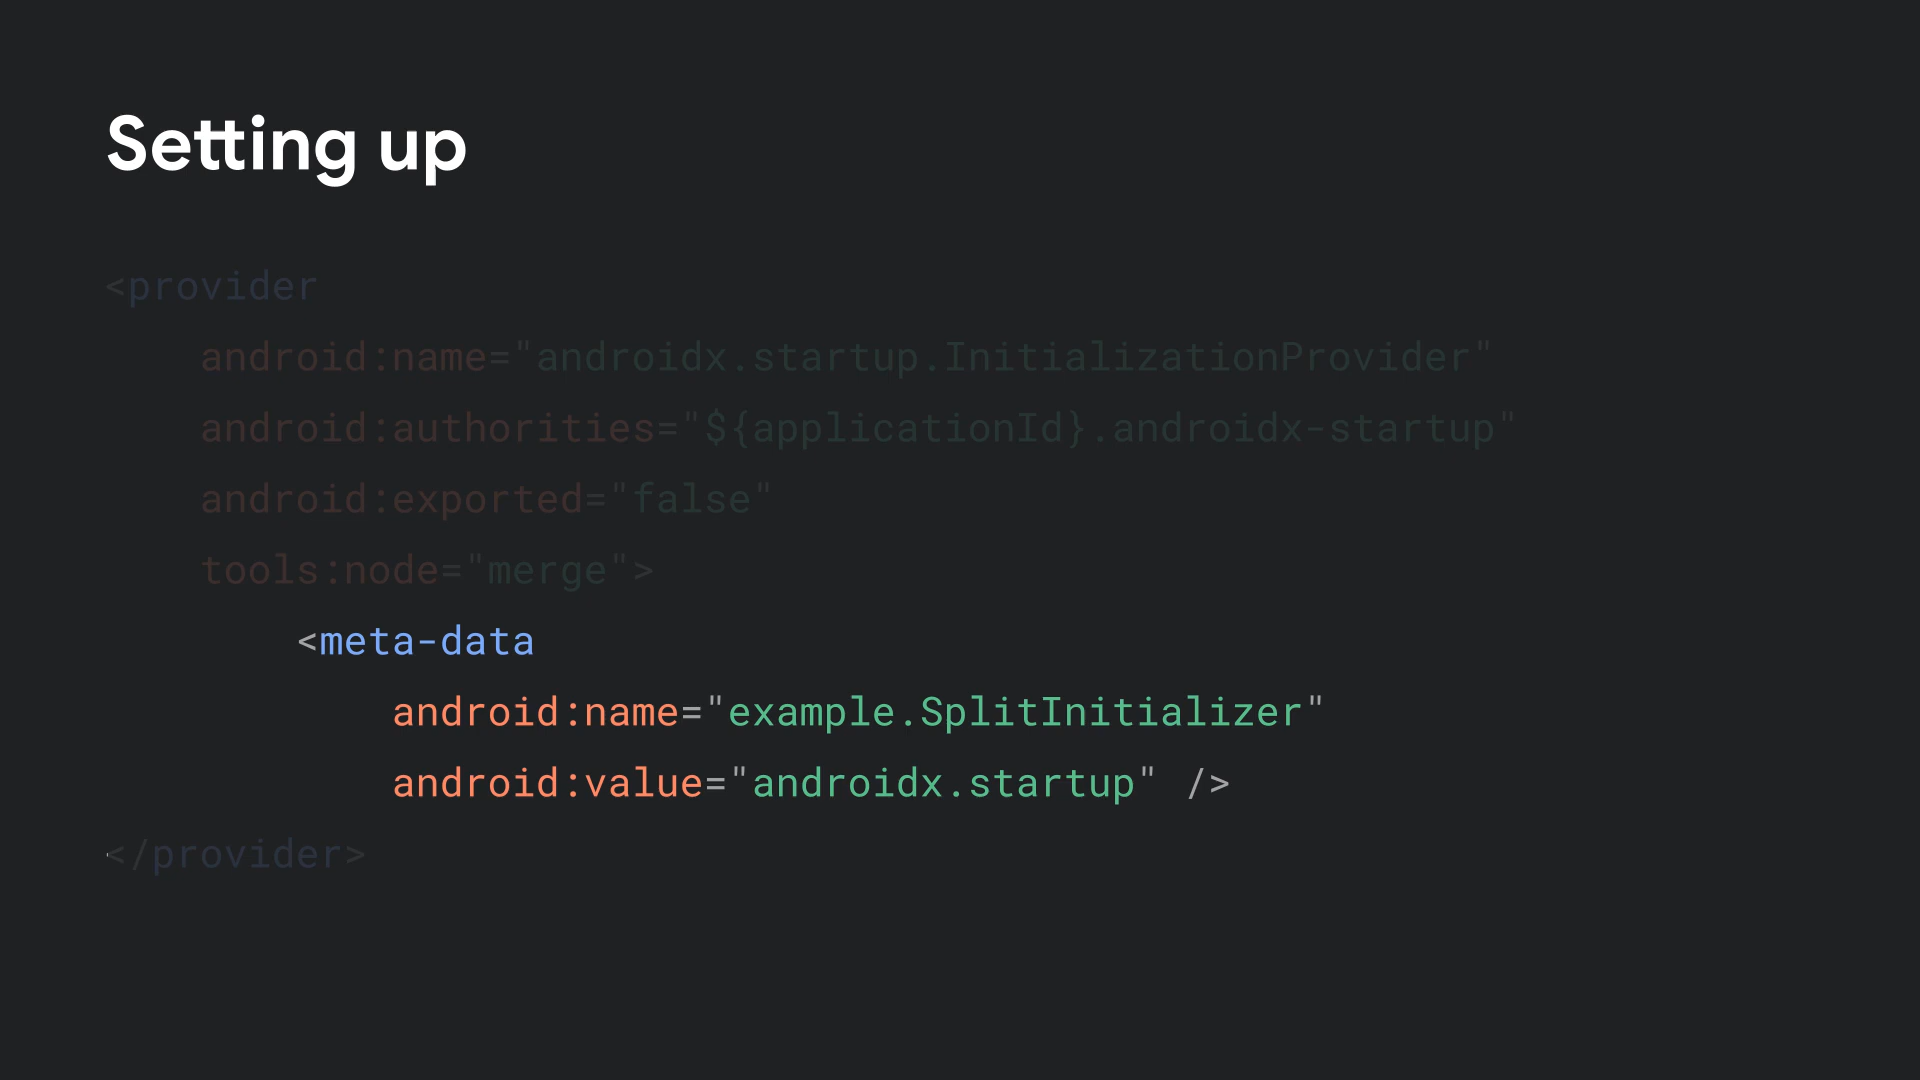 Setting up
<provider
android:name="androidx.startup.InitializationProvider"
android:authorities="${applicationId}.androidx-startup"
android:exported="false"
tools:node="merge">
<meta-data
android:name="example.SplitInitializer"
android:value="androidx.startup" />
</provider>